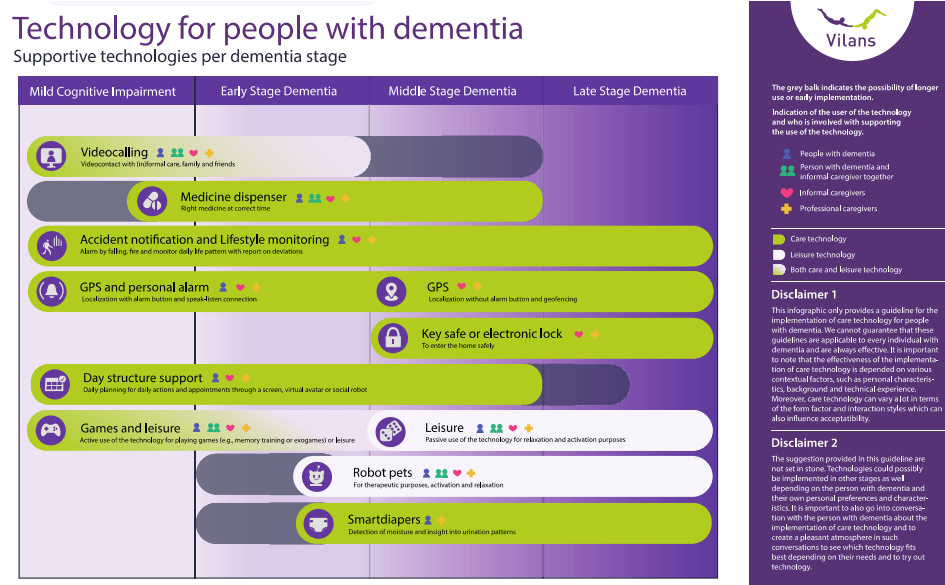 Technology for people with dementia
Supportive technologies per dementia stage
Mild Cognitive Impairment
Early Stage Dementia
Middle Stage Dementia
Late Stage Dementia
Videocalling
Videocontact with (in)formal care, family and friends
Medicine dispenser
Right medicine at correct time
Accident notification and Lifestyle monitoring
Alarm by falling, fire and monitor daily life pattem with report on deviations
GPS and personal alarm
Localization with alarm button and speak-listen connection
GPS
Localization without alarm button and geofencing
Key safe or electronic lock
To enter the home safely
Day structure support
Daily planning for daily actions and appointments through a screen, virtual avatar or social robot
Games and leisure
Active use of the technology for playing games (e.g., memory training or exogames) or leisure
Leisure
Passive use of the technology for relaxation and activation purposes
Robot pets
For therapeutic purposes, activation and relaxation
Smartdiapers
Detection of moisture and insight into urination patterns
Vilans
The grey balk indicates the possibility of longer
use or early implementation.
Indication of the user of the technology
and who is involved with supporting
the use of the technology.
People with dementia
Person with dementia and
informal caregiver together
Informal caregivers
Professional caregivers
Care technology
Leisure technology
Both care and leisure technology
Disclaimer 1
This infographic only provides a guideline for the
implementation of care technology for people
with dementia. We cannot guarantee that these
guidelines are applicable to every individual with
dementia and are always effective. It is important
to note that the effectiveness of the implementa-
tion of care technology is depended on various
contextual factors, such as personal characteris-
tics, background and technical experience.
Moreover, care technology can vary a lot in terms
of the form factor and interaction styles which can
also influence acceptatibility.
Disclaimer 2
The suggestion provided in this guideline are
not set in stone. Technologies could possibly
be implemented in other stages as well
depending on the person with dementia and
their own personal preferences and character-
istics. It is important to also go into conversa-
tion with the person with dementia about the
implementation of care technology and to
create a pleasant atmosphere in such
conversations to see which technology fits
best depending on their needs and to try out
technology.